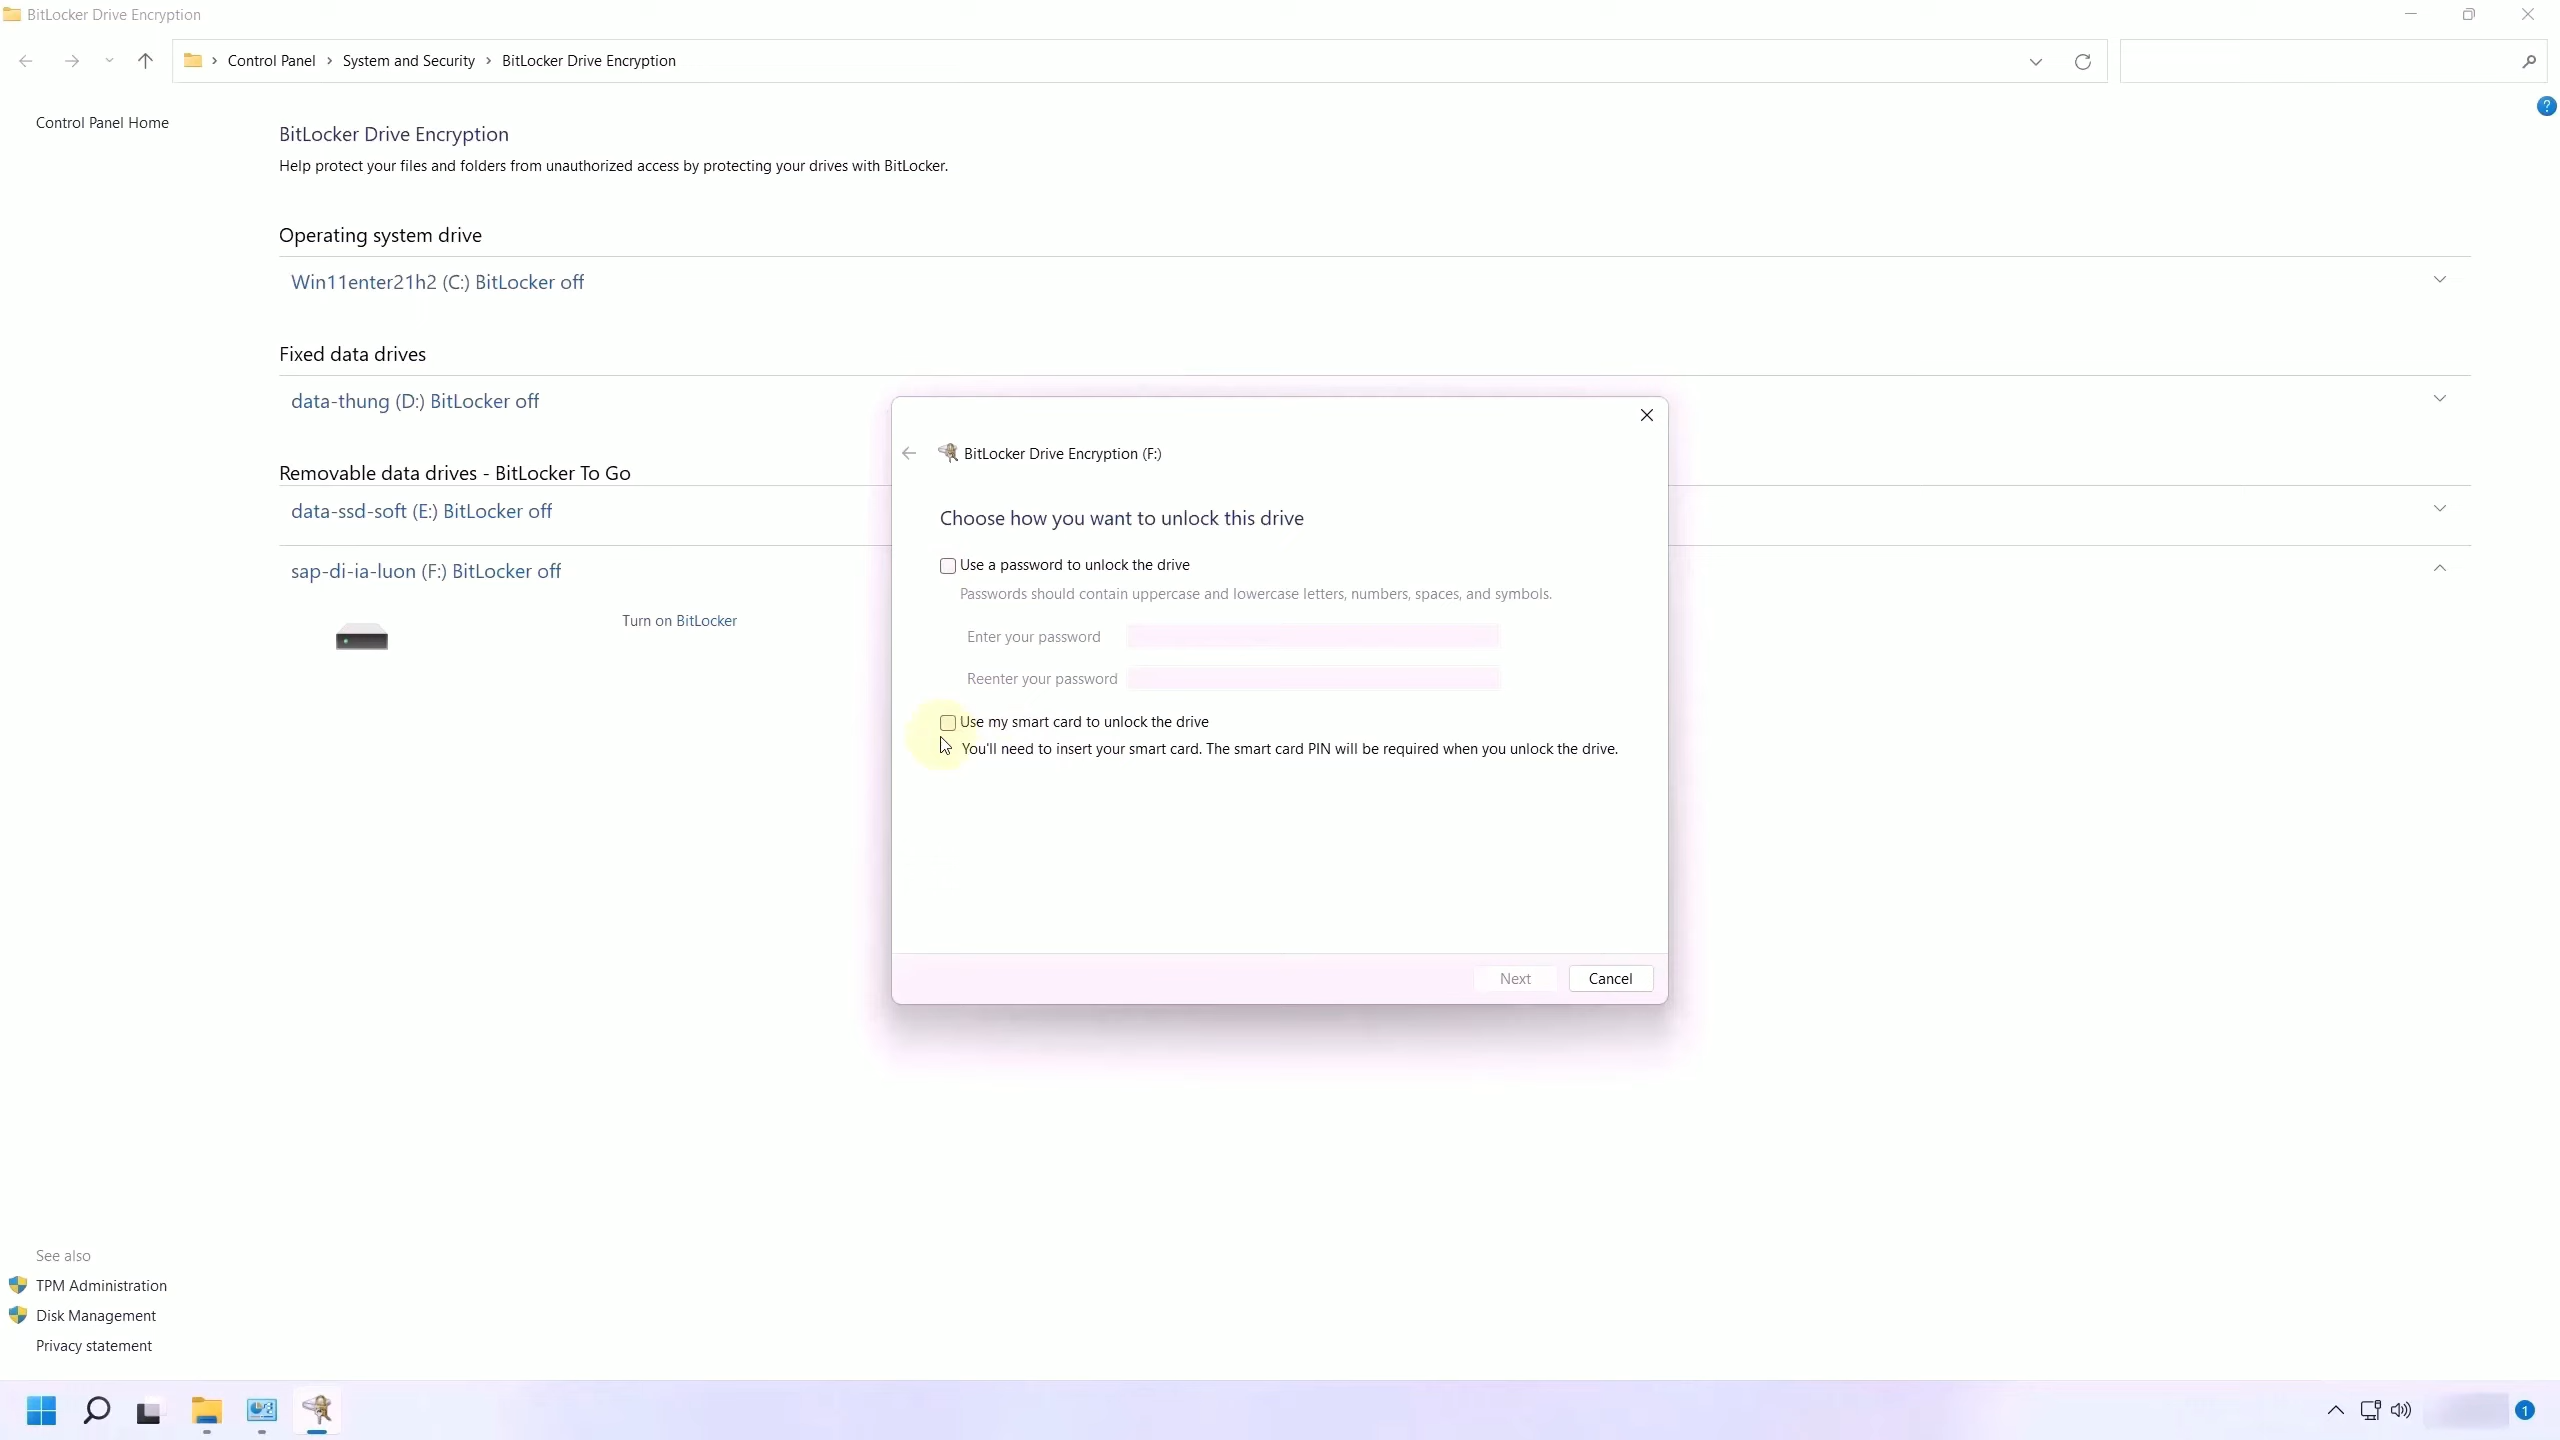 BitLocker Drive Encryption
Control Panel › System and Security › BitLocker Drive Encryption
?
Control Panel Home
BitLocker Drive Encryption
Help protect your files and folders from unauthorized access by protecting your drives with BitLocker.
Operating system drive
Win11enter21h2 (C:) BitLocker off
Fixed data drives
data-thung (D:) BitLocker off
Removable data drives - BitLocker To Go
data-ssd-soft (E:) BitLocker off
sap-di-ia-luon (F:) BitLocker off
Turn on BitLocker
BitLocker Drive Encryption (F:)
Choose how you want to unlock this drive
Use a password to unlock the drive
Passwords should contain uppercase and lowercase letters, numbers, spaces, and symbols.
Enter your password
Reenter your password
Use my smart card to unlock the drive
You'll need to insert your smart card. The smart card PIN will be required when you unlock the drive.
Next
Cancel
See also
TPM Administration
Disk Management
Privacy statement
1